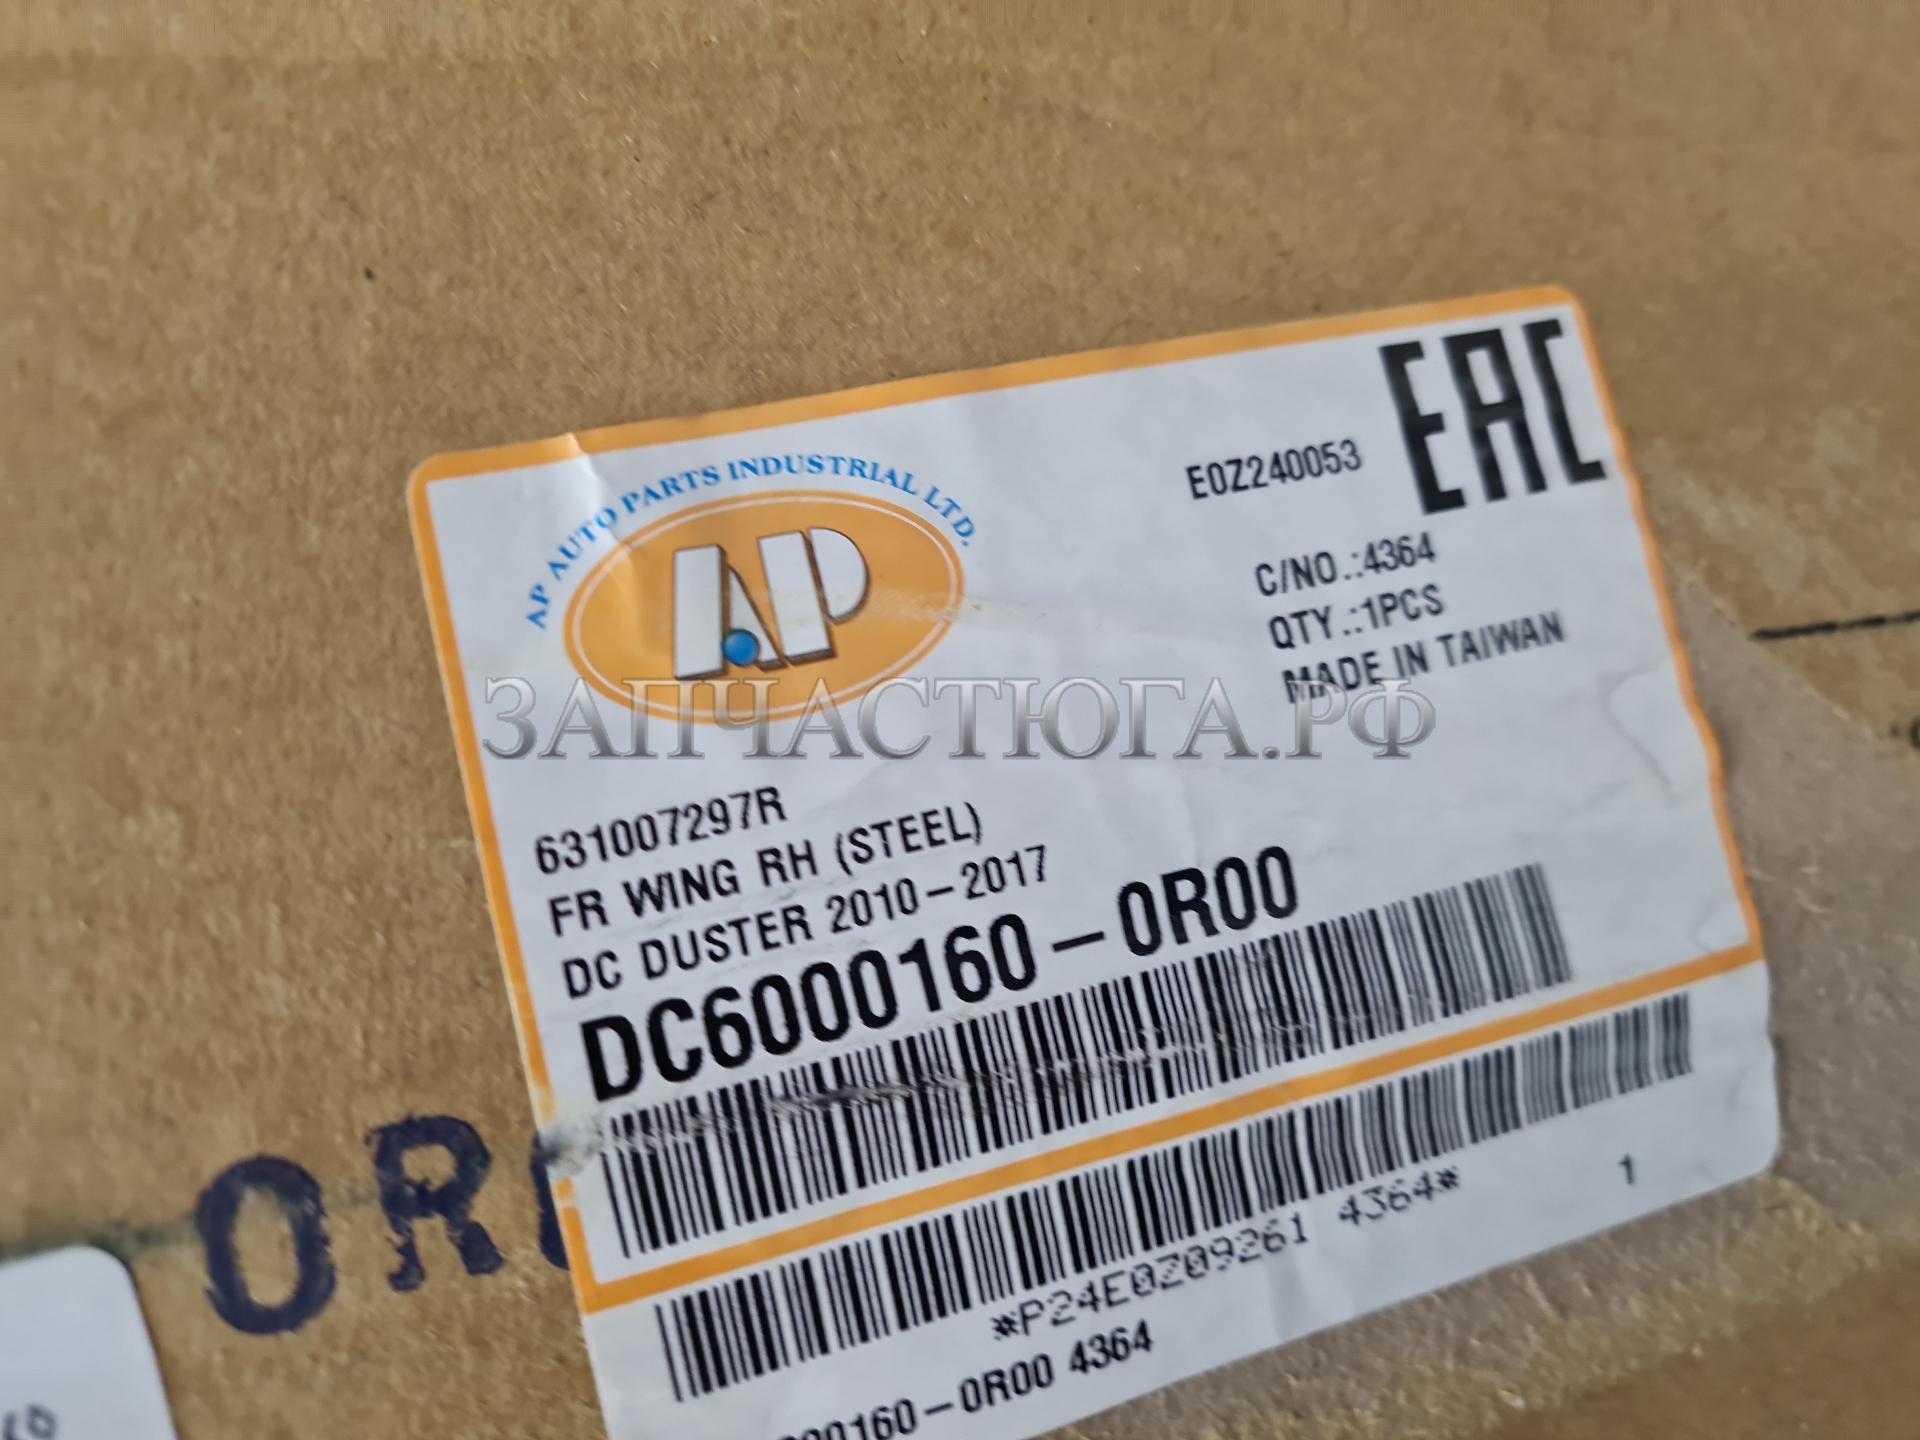 AP AUTO PARTS INDUSTRIAL LTD.
AP
E0Z240053
EAC
C/NO.:4364
QTY.:1PCS
MADE IN TAIWAN
ЗАПЧАСТЮГА.РФ
631007297R
FR WING RH (STEEL)
DC DUSTER 2010-2017
DC6000160-0R00
*P24E0Z09261 4364*
1
000160-0R00 4364